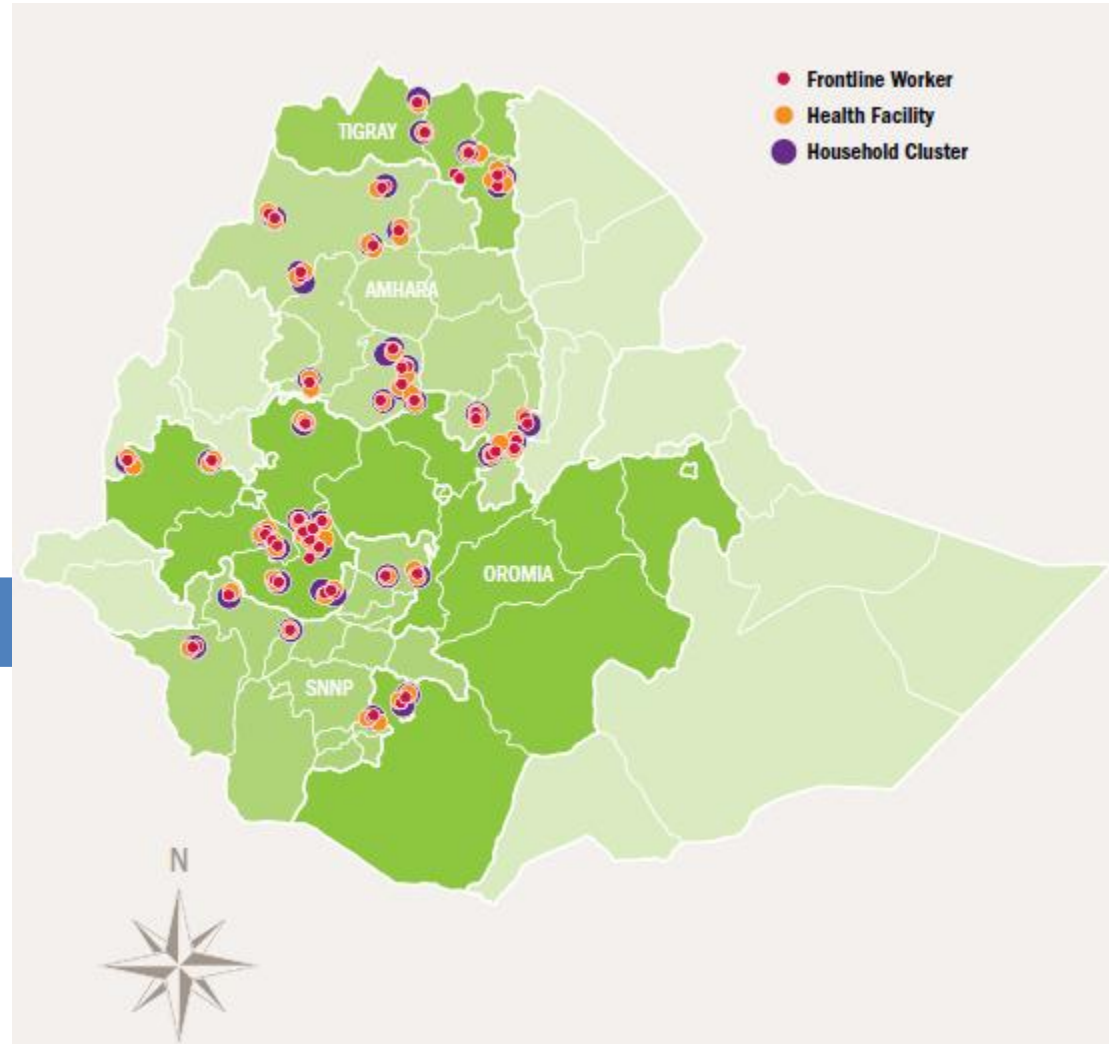 Frontline Worker
Health Facility
Household Cluster
TIGRAY
AMHARA
OROMIA
SNNP
N